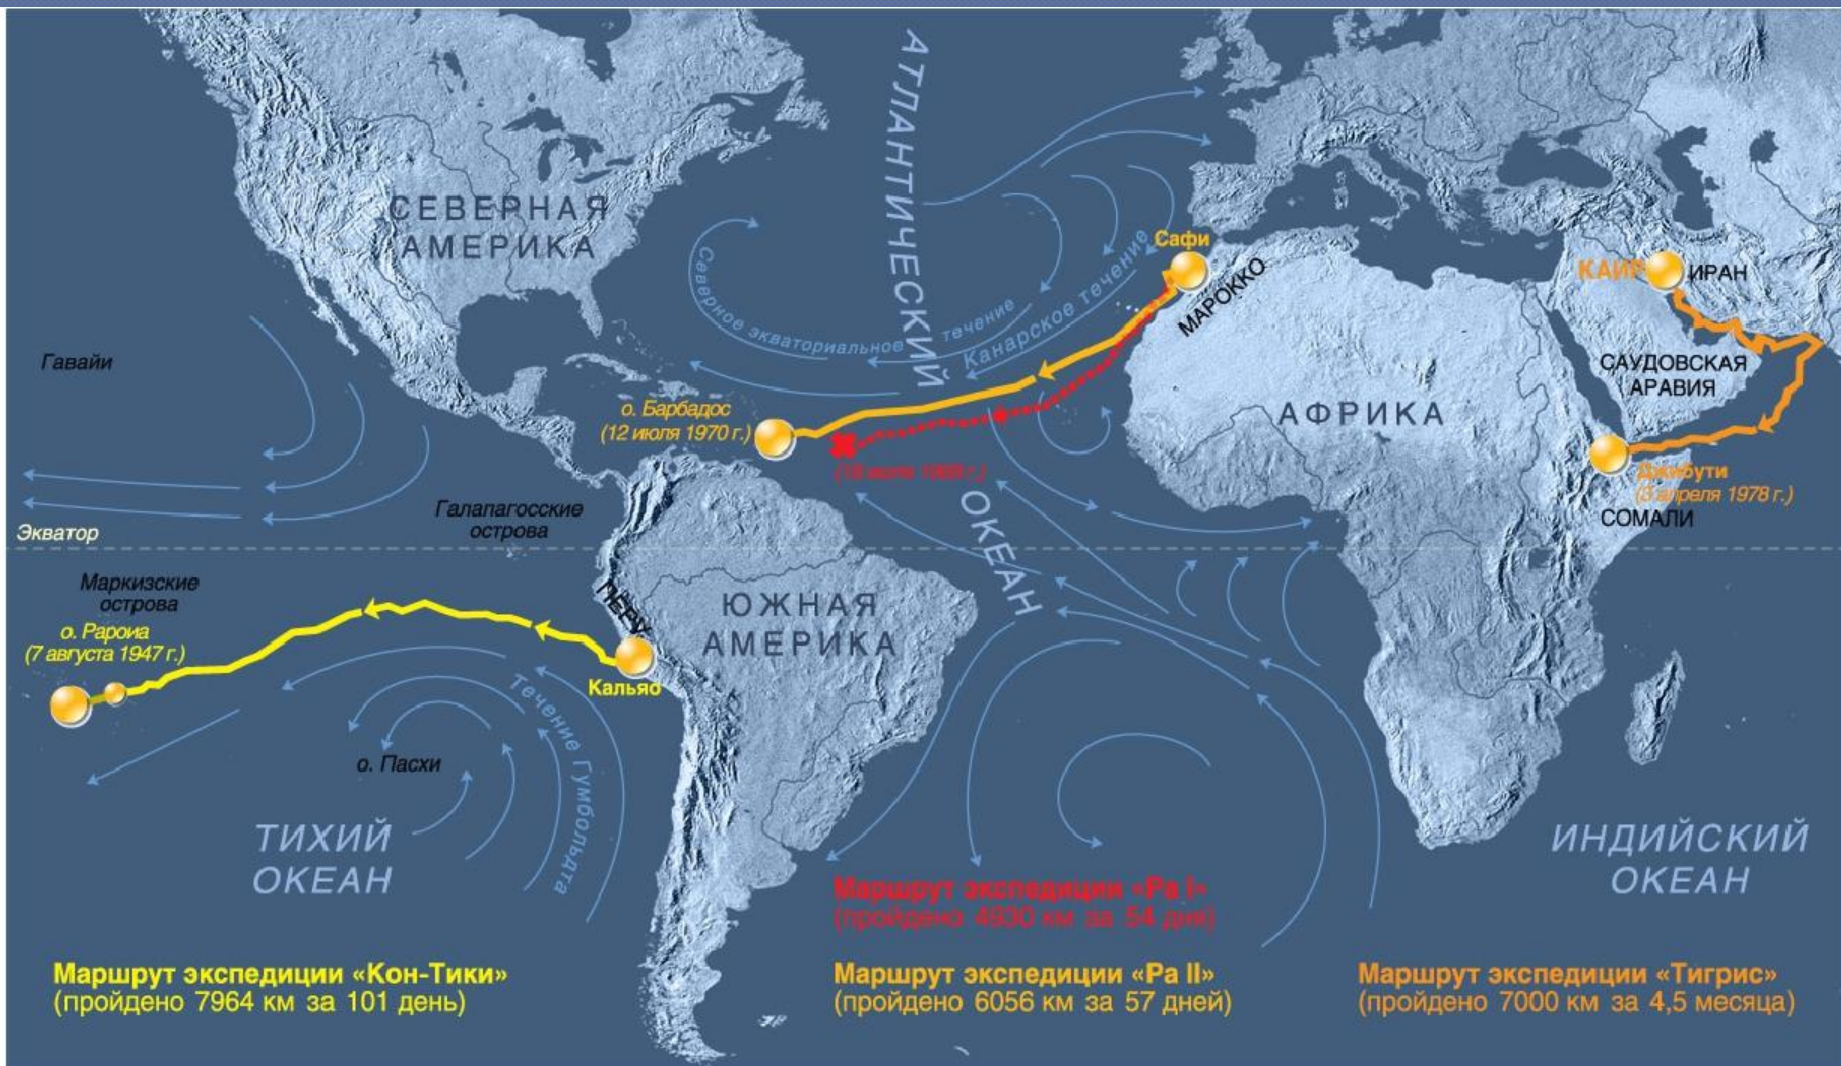 АТЛАНТИЧЕСКИЙ
ОКЕАН
СЕВЕРНАЯ
АМЕРИКА
Северное экваториальное течение
Канарское течение
Сафи
МАРОККО
КАИР
ИРАН
Гавайи
САУДОВСКАЯ
АРАВИЯ
о. Барбадос
(12 июля 1970 г.)
АФРИКА
Джибути
(3 апреля 1978 г.)
СОМАЛИ
Галапагосские
острова
Экватор
Маркизские
острова
о. Рароиа
(7 августа 1947 г.)
ПЕРУ
ЮЖНАЯ
АМЕРИКА
Кальяо
Течение Гумбольдта
о. Пасхи
ТИХИЙ
ОКЕАН
ИНДИЙСКИЙ
ОКЕАН
Маршрут экспедиции «Ра I»
(пройдено 4930 км за 54 дня)
Маршрут экспедиции «Кон-Тики»
(пройдено 7964 км за 101 день)
Маршрут экспедиции «Ра II»
(пройдено 6056 км за 57 дней)
Маршрут экспедиции «Тигрис»
(пройдено 7000 км за 4,5 месяца)